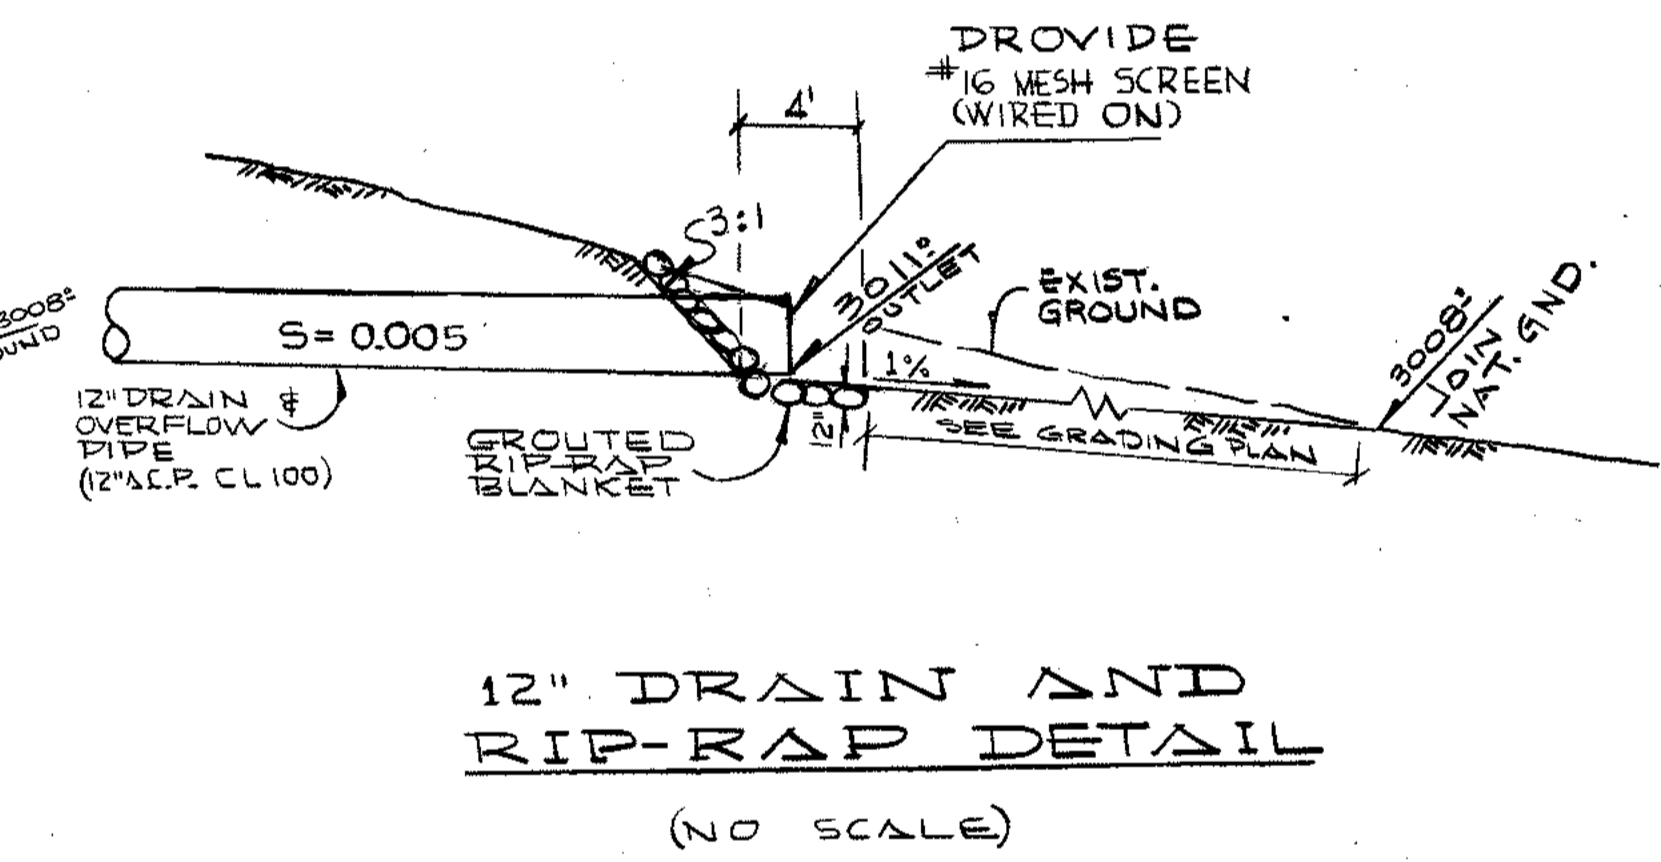 PROVIDE
#16 MESH SCREEN
(WIRED ON)
4'
3:1
3011.0
OUTLET
EXIST.
GROUND
3008
JOIN
NAT. GND.
3008
S= 0.005
1%
12" DRAIN &
OVERFLOW
PIPE
(12" A.C.P. CL 100)
GROUTED
RIP-RAP
BLANKET
12"
SEE GRADING PLAN
12" DRAIN AND
RIP-RAP DETAIL
(NO SCALE)